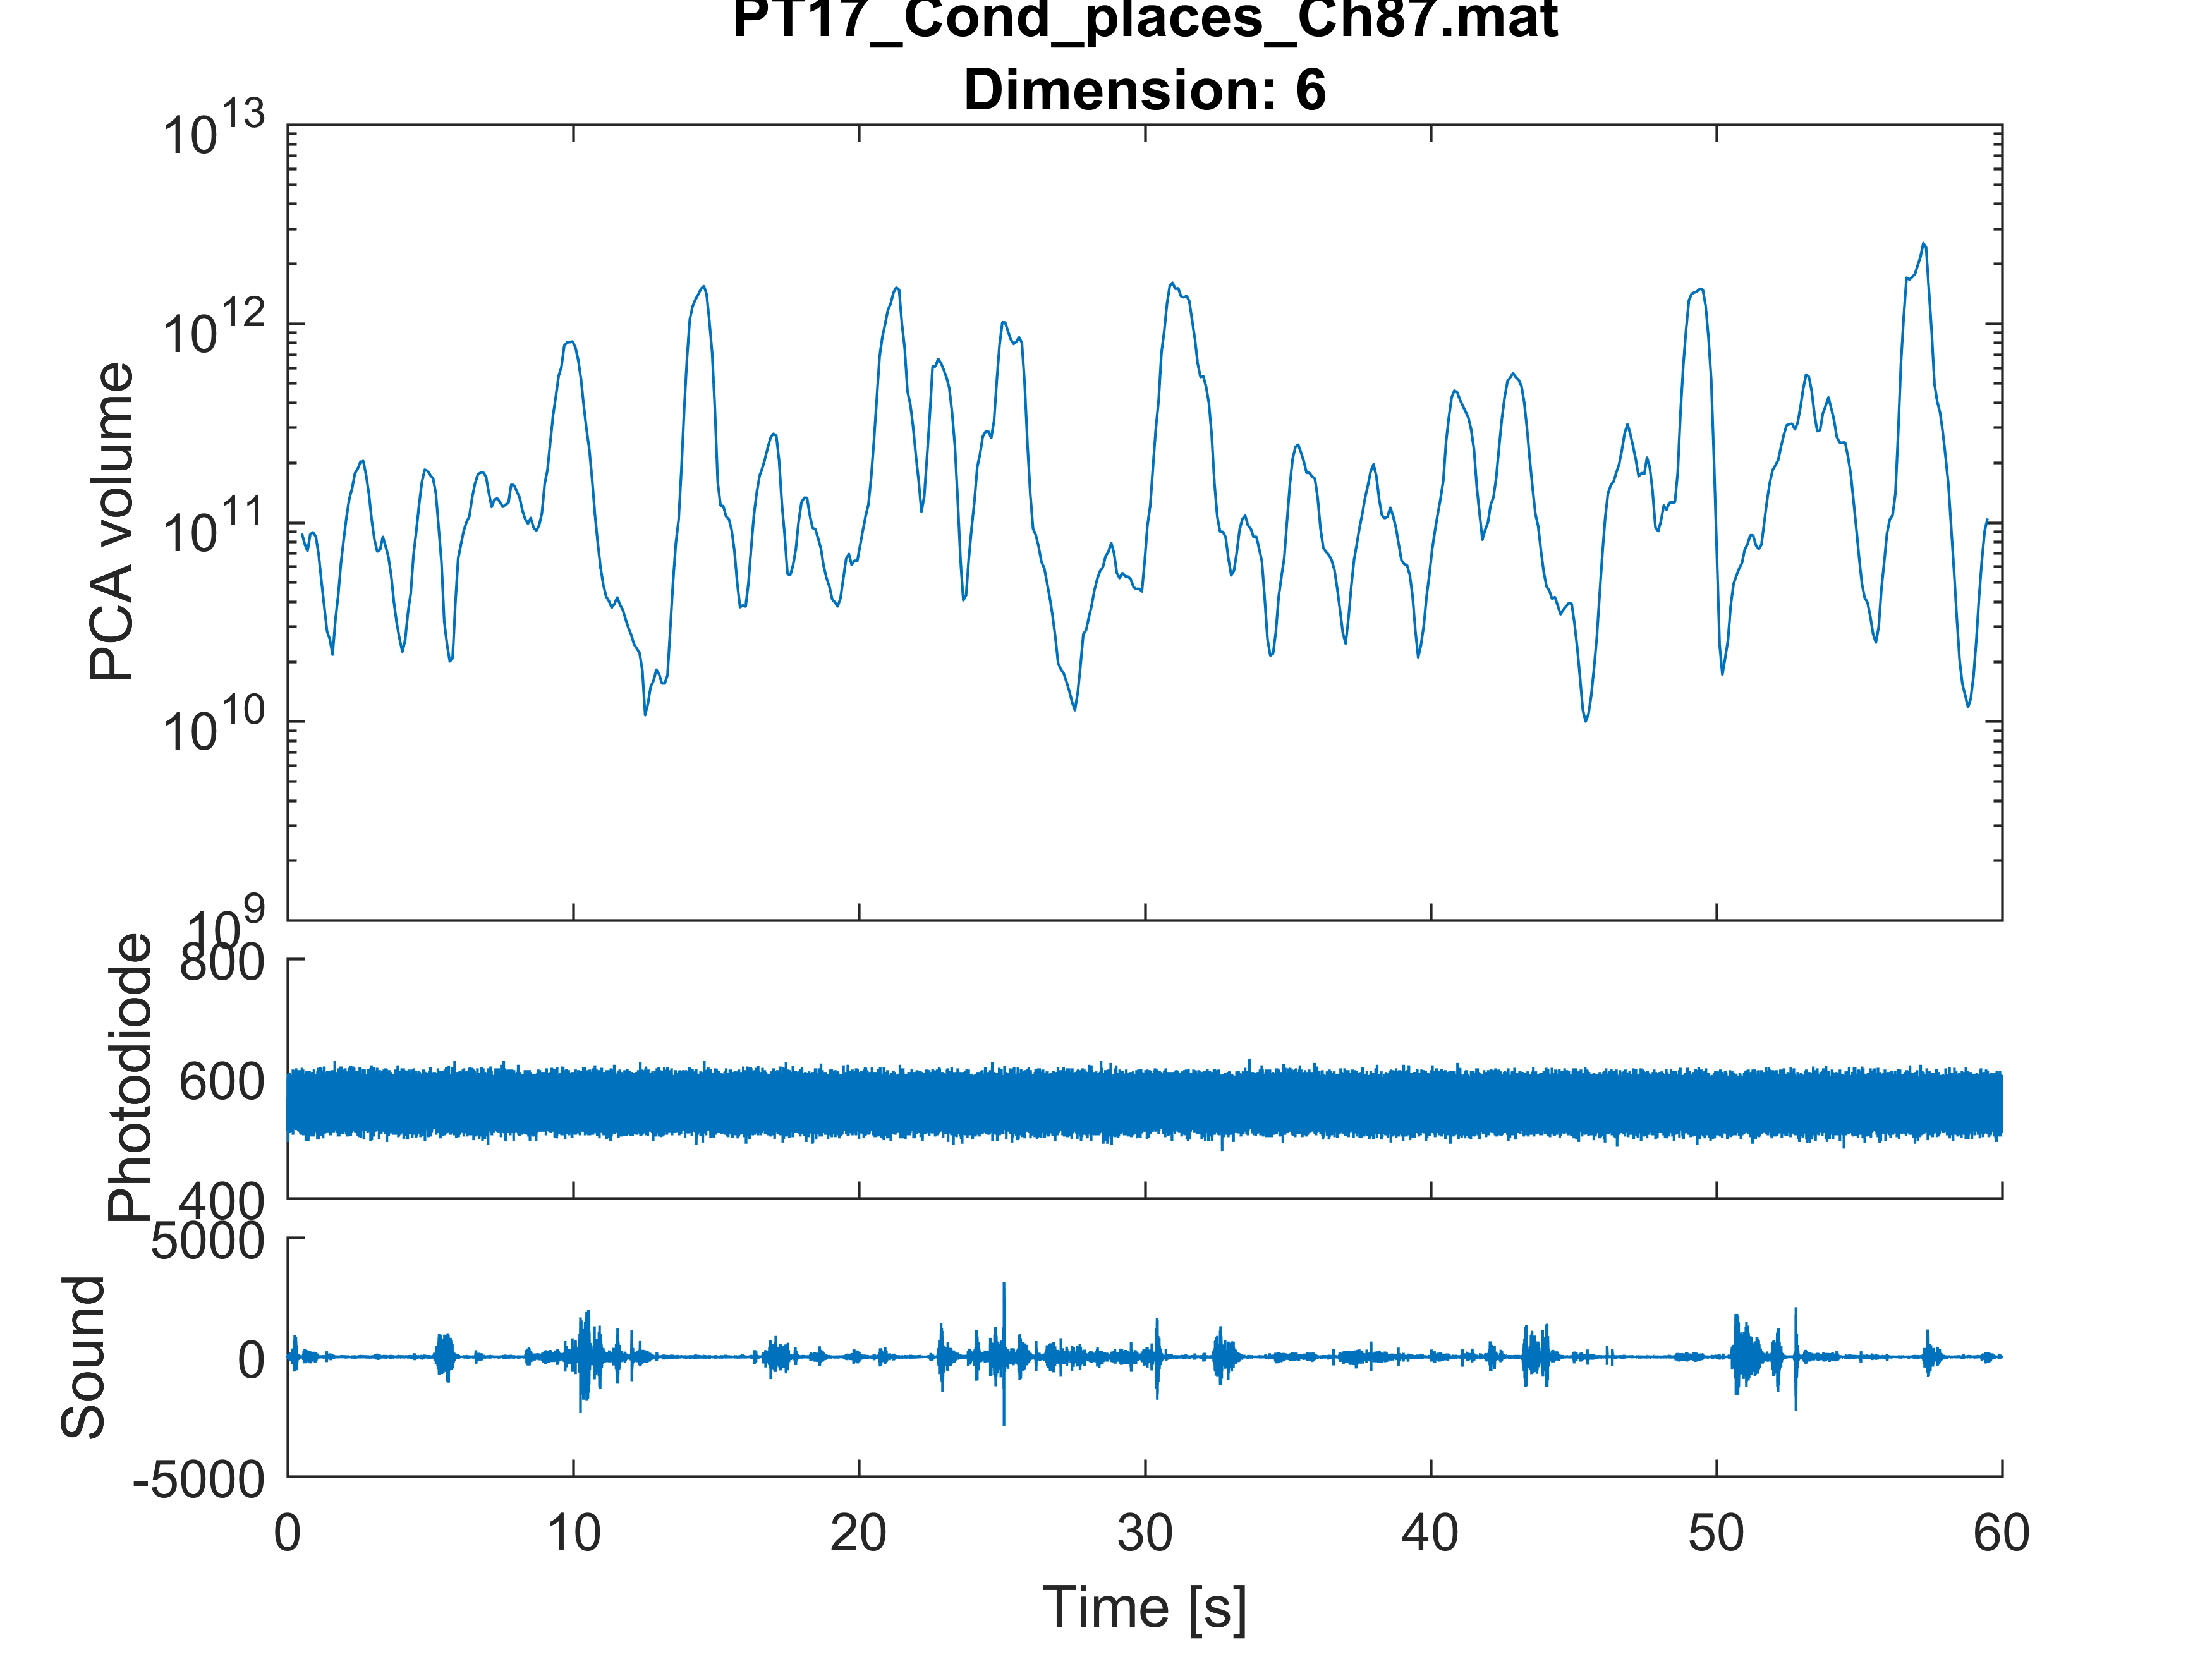 PT17_Cond_places_Ch87.mat
Dimension: 6
PCA volume
10^13
10^12
10^11
10^10
10^9
Photodiode
800
600
400
Sound
5000
0
-5000
0 10 20 30 40 50 60
Time [s]